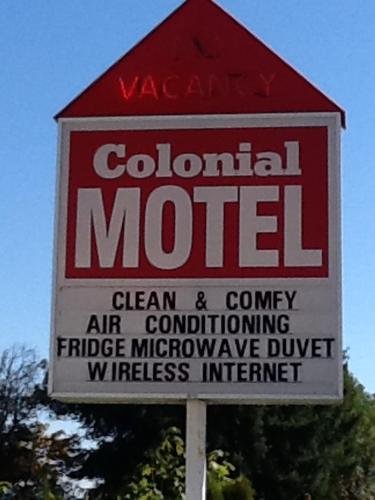 VACANCY
Colonial
MOTEL
CLEAN & COMFY
AIR CONDITIONING
FRIDGE MICROWAVE DUVET
WIRELESS INTERNET